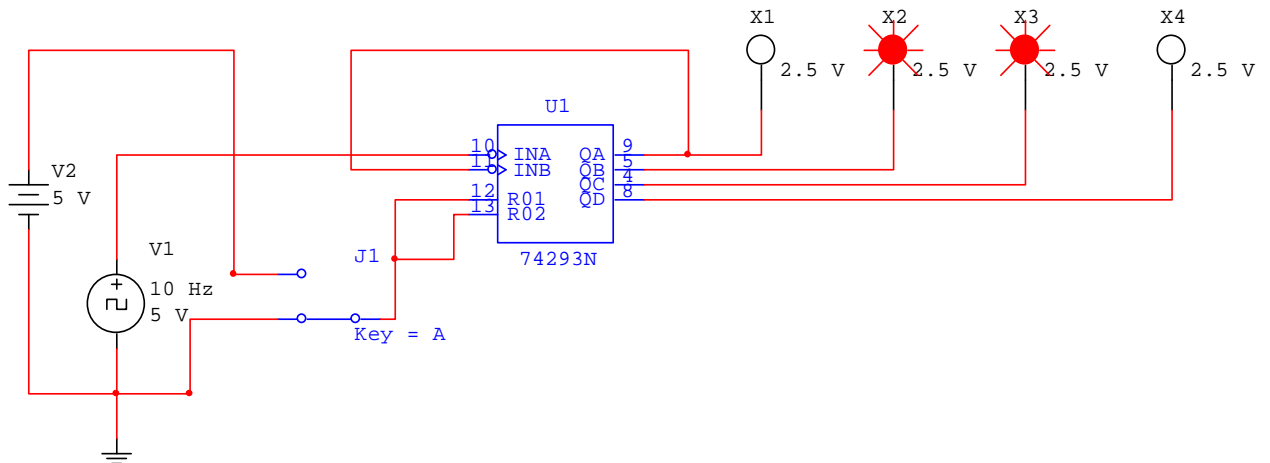 X1
X2
X3
X4
2.5 V
2.5 V
2.5 V
2.5 V
U1
10
INA
QA
9
11
INB
QB
5
QC
4
12
R01
QD
8
13
R02
74293N
V2
5 V
V1
10 Hz
5 V
J1
Key = A